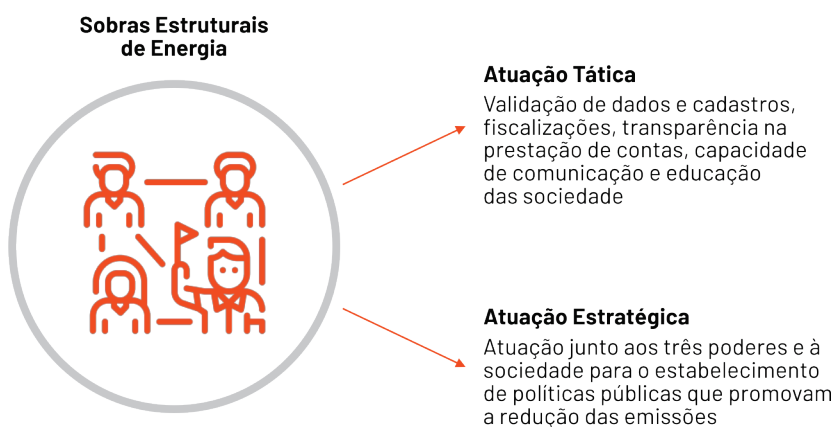 Sobras Estruturais
de Energia
Atuação Tática
Validação de dados e cadastros,
fiscalizações, transparência na
prestação de contas, capacidade
de comunicação e educação
das sociedade
Atuação Estratégica
Atuação junto aos três poderes e à
sociedade para o estabelecimento
de políticas públicas que promovam
a redução das emissões